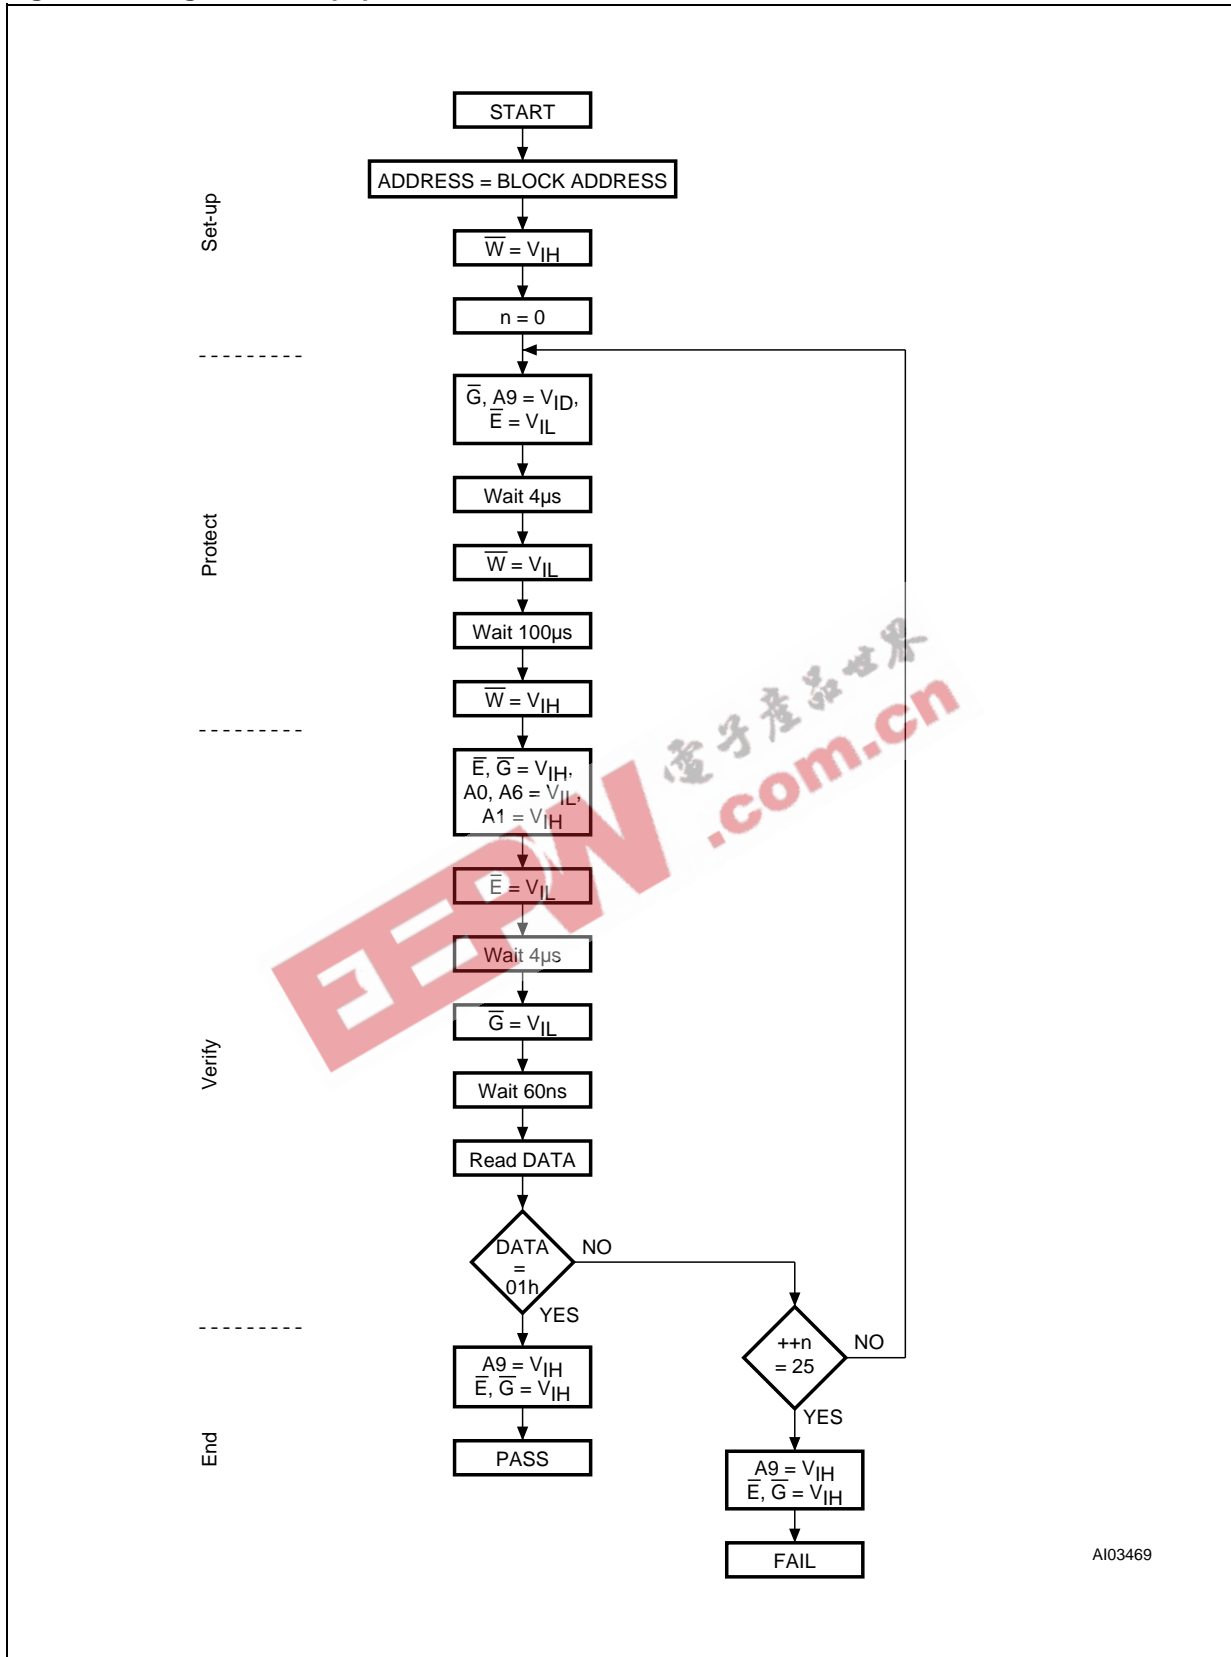 START
ADDRESS = BLOCK ADDRESS
Set-up
W̅ = VIH
n = 0
G̅, A9 = VID,
E̅ = VIL
Wait 4µs
Protect
W̅ = VIL
Wait 100µs
W̅ = VIH
E̅, G̅ = VIH,
A0, A6 = VIL,
A1 = VIH
電子產品世界
.com.cn
EEPW
E̅ = VIL
Wait 4µs
G̅ = VIL
Verify
Wait 60ns
Read DATA
DATA
=
01h
NO
YES
++n
= 25
NO
YES
A9 = VIH
E̅, G̅ = VIH
End
PASS
A9 = VIH
E̅, G̅ = VIH
FAIL
AI03469